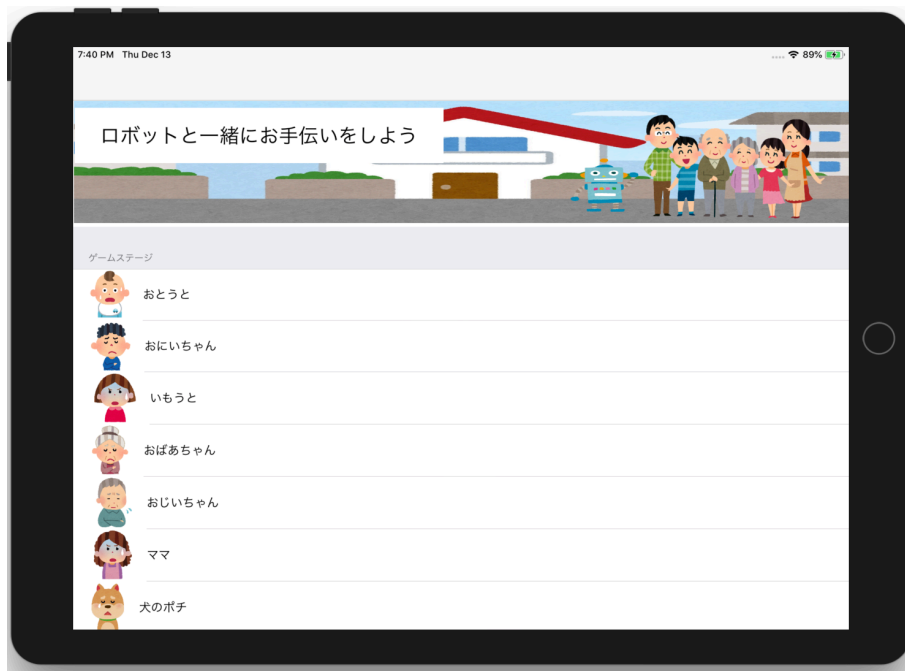 7:40 PM Thu Dec 13
89%
ロボットと一緒にお手伝いをしよう
ゲームステージ
おとうと
おにいちゃん
いもうと
おばあちゃん
おじいちゃん
ママ
犬のポチ